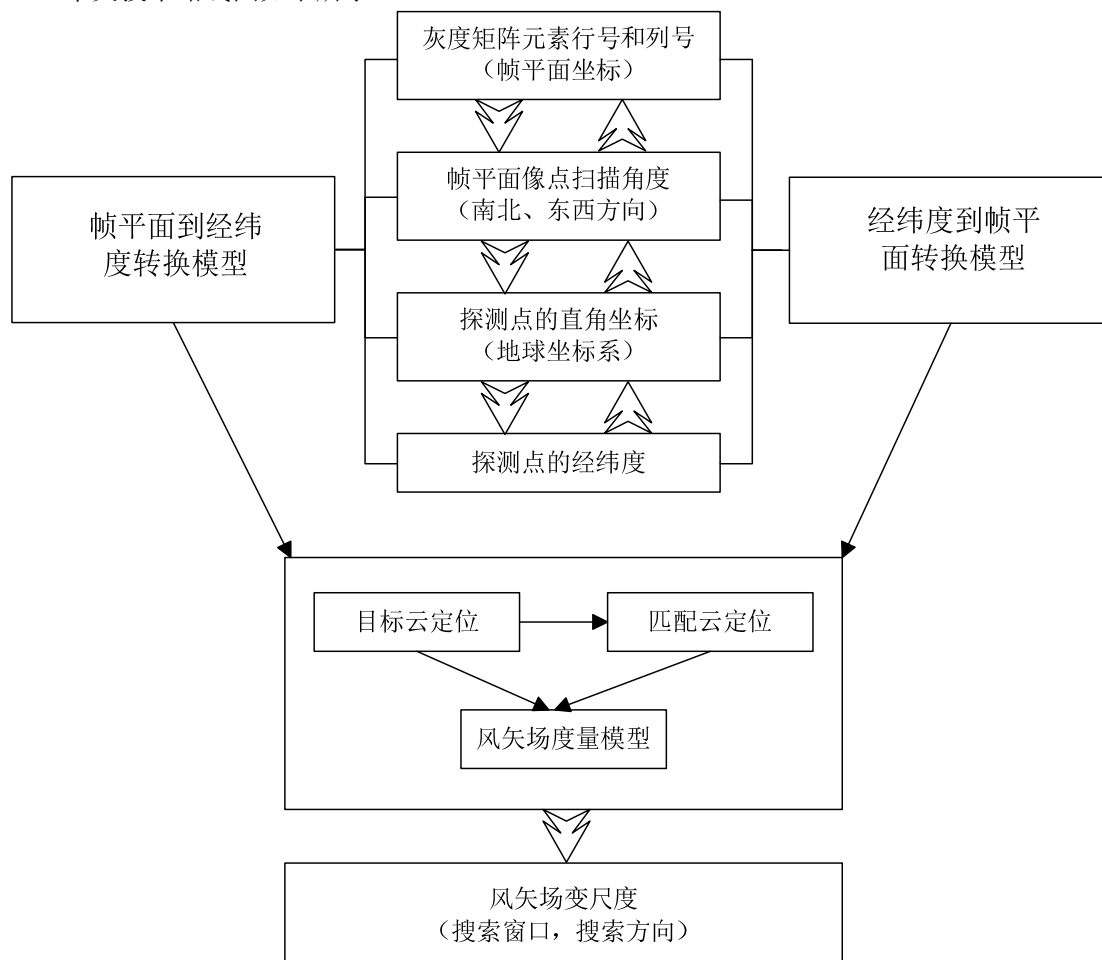 灰度矩阵元素行号和列号
（帧平面坐标）
帧平面像点扫描角度
（南北、东西方向）
帧平面到经纬
度转换模型
经纬度到帧平
面转换模型
探测点的直角坐标
（地球坐标系）
探测点的经纬度
目标云定位
匹配云定位
风矢场度量模型
风矢场变尺度
（搜索窗口，搜索方向）